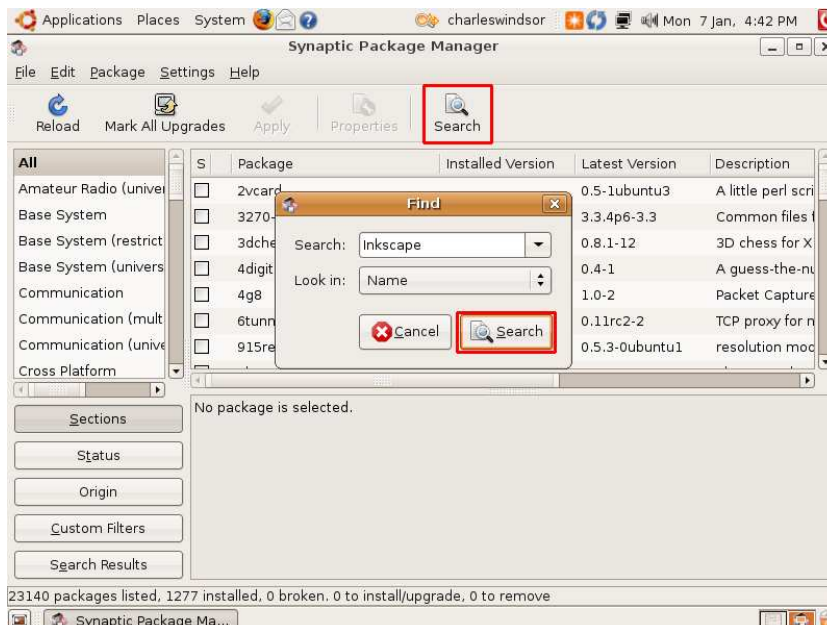 Applications Places System charleswindsor Mon 7 Jan, 4:42 PM
Synaptic Package Manager
File Edit Package Settings Help
Reload Mark All Upgrades Apply Properties Search
All
Amateur Radio (univer
Base System
Base System (restrict
Base System (univers
Communication
Communication (mult
Communication (unive
Cross Platform
S Package Installed Version Latest Version Description
2vcard 0.5-1ubuntu3 A little perl scri
3270- 3.3.4p6-3.3 Common files f
3dche 0.8.1-12 3D chess for X
4digit 0.4-1 A guess-the-nu
4g8 1.0-2 Packet Capture
6tunn 0.11rc2-2 TCP proxy for n
915re 0.5.3-0ubuntu1 resolution moc
Find
Search: Inkscape
Look in: Name
Cancel Search
No package is selected.
Sections
Status
Origin
Custom Filters
Search Results
23140 packages listed, 1277 installed, 0 broken. 0 to install/upgrade, 0 to remove
Synaptic Package Ma...